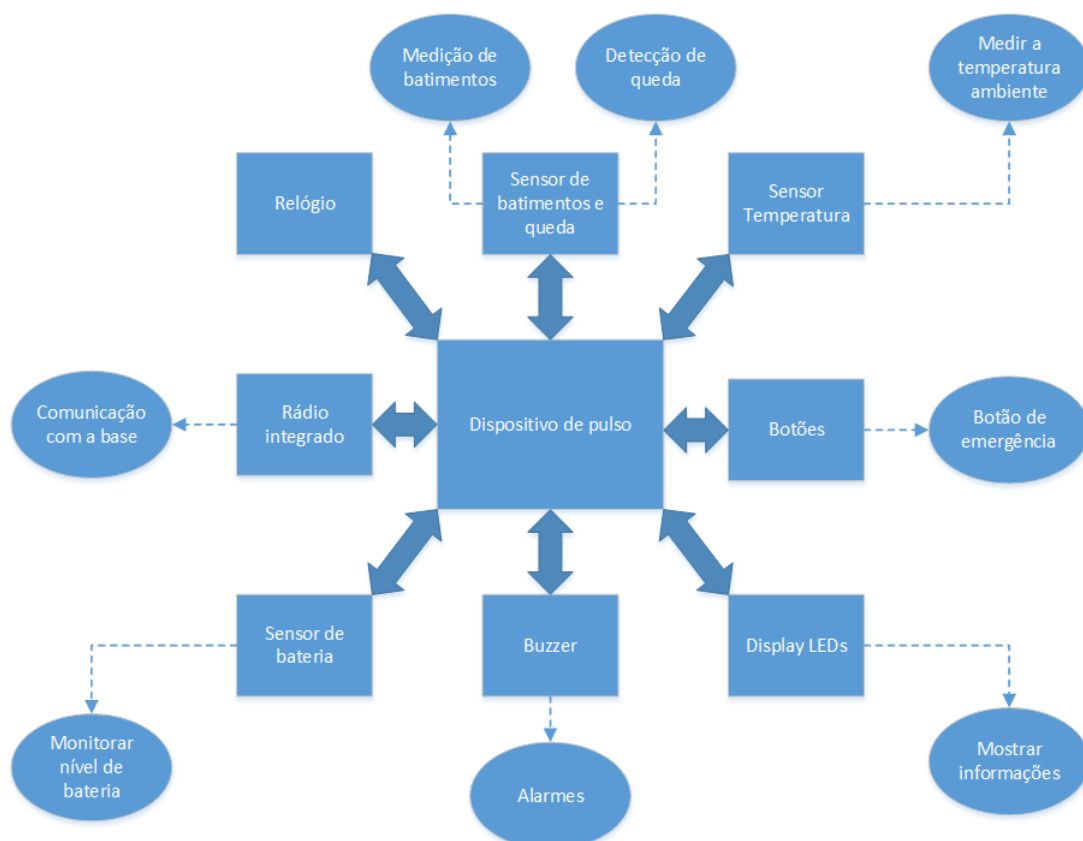 Medição de
batimentos
Detecção de
queda
Medir a
temperatura
ambiente
Relógio
Sensor de
batimentos e
queda
Sensor
Temperatura
Comunicação
com a base
Rádio
integrado
Dispositivo de pulso
Botões
Botão de
emergência
Sensor de
bateria
Buzzer
Display LEDs
Monitorar
nível de
bateria
Alarmes
Mostrar
informações